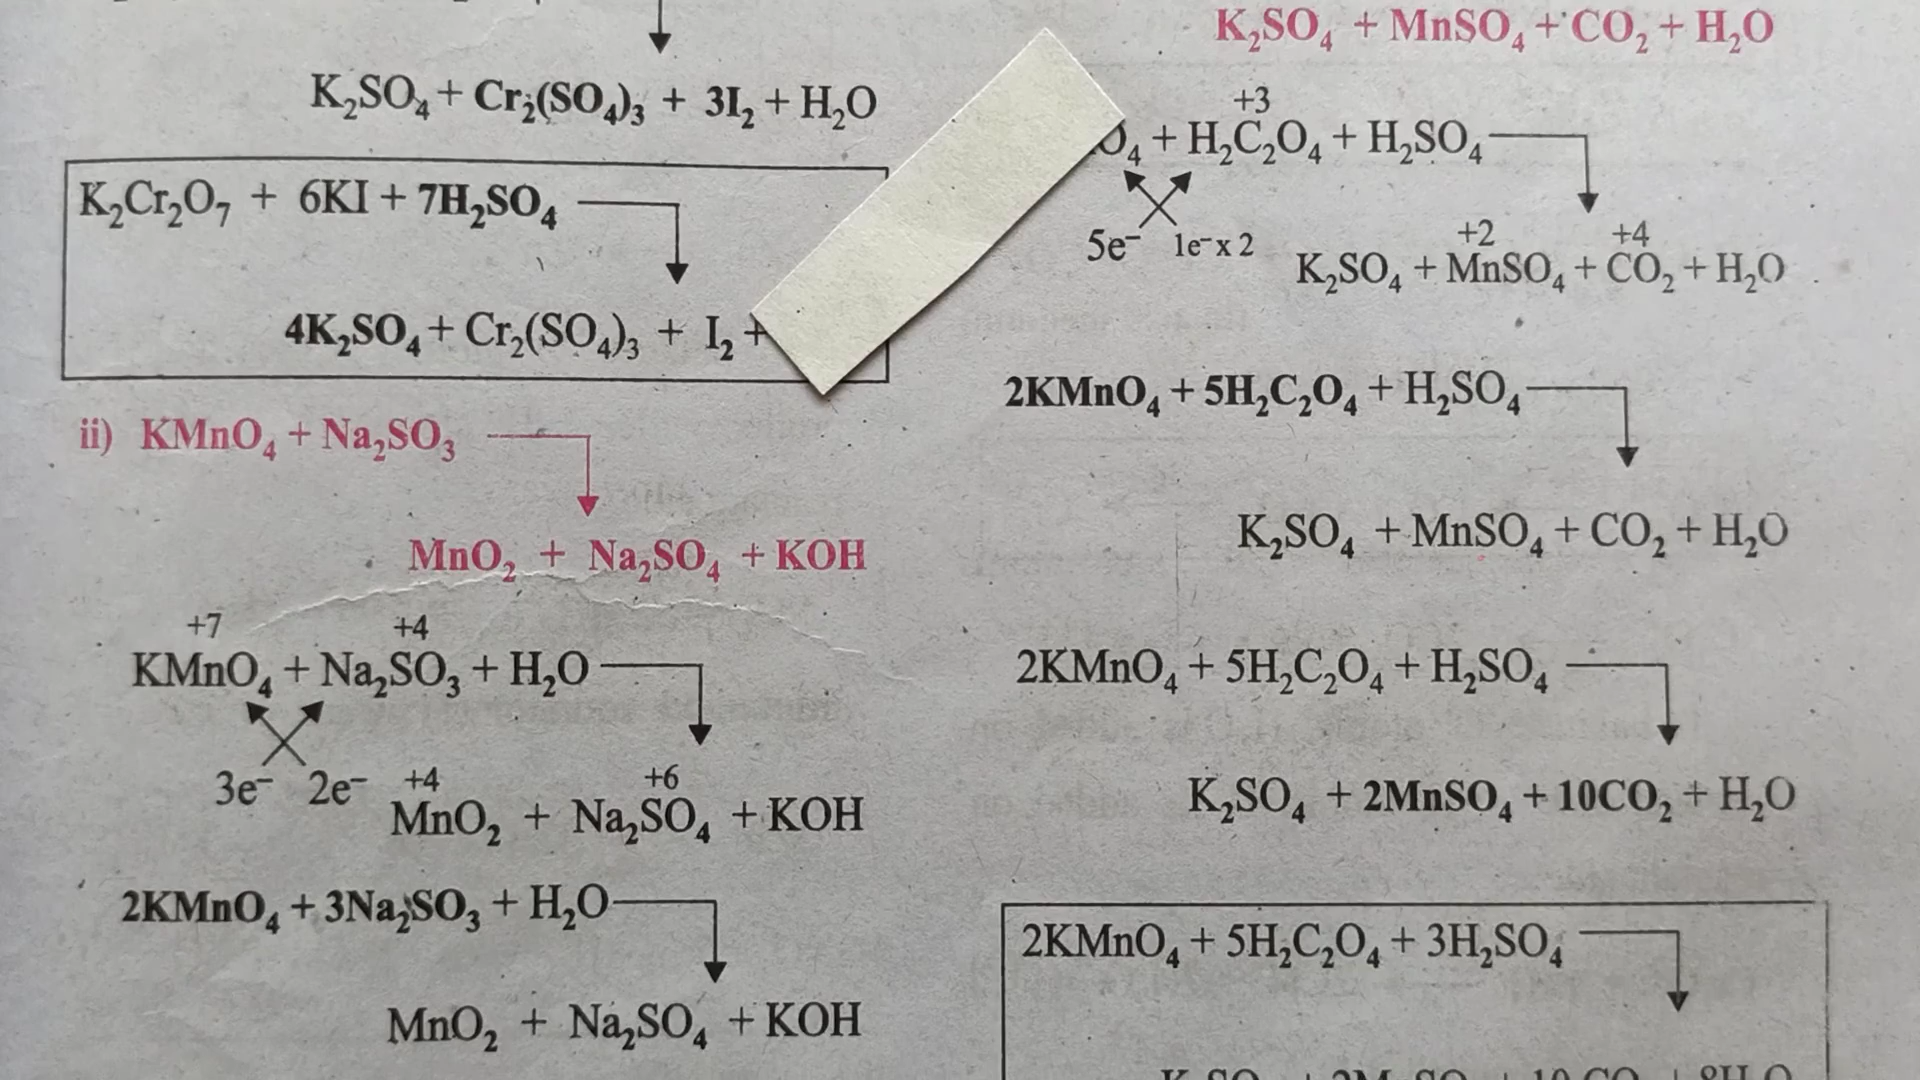 K₂SO₄ + Cr₂(SO₄)₃ + 3I₂ + H₂O
K₂Cr₂O₇ + 6KI + 7H₂SO₄
4K₂SO₄ + Cr₂(SO₄)₃ + I₂ +
ii) KMnO₄ + Na₂SO₃
MnO₂ + Na₂SO₄ + KOH
+7 +4
KMnO₄ + Na₂SO₃ + H₂O
3e⁻ 2e⁻ +4 +6
MnO₂ + Na₂SO₄ + KOH
2KMnO₄ + 3Na₂SO₃ + H₂O
MnO₂ + Na₂SO₄ + KOH
K₂SO₄ + MnSO₄ + CO₂ + H₂O
+3
O₄ + H₂C₂O₄ + H₂SO₄
5e⁻ 1e⁻x 2 +2 +4
K₂SO₄ + MnSO₄ + CO₂ + H₂O
2KMnO₄ + 5H₂C₂O₄ + H₂SO₄
K₂SO₄ + MnSO₄ + CO₂ + H₂O
2KMnO₄ + 5H₂C₂O₄ + H₂SO₄
K₂SO₄ + 2MnSO₄ + 10CO₂ + H₂O
2KMnO₄ + 5H₂C₂O₄ + 3H₂SO₄